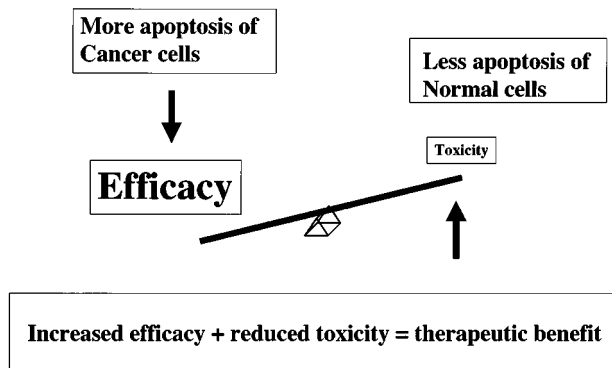 More apoptosis of
Cancer cells
Less apoptosis of
Normal cells
Toxicity
Efficacy
Increased efficacy + reduced toxicity = therapeutic benefit